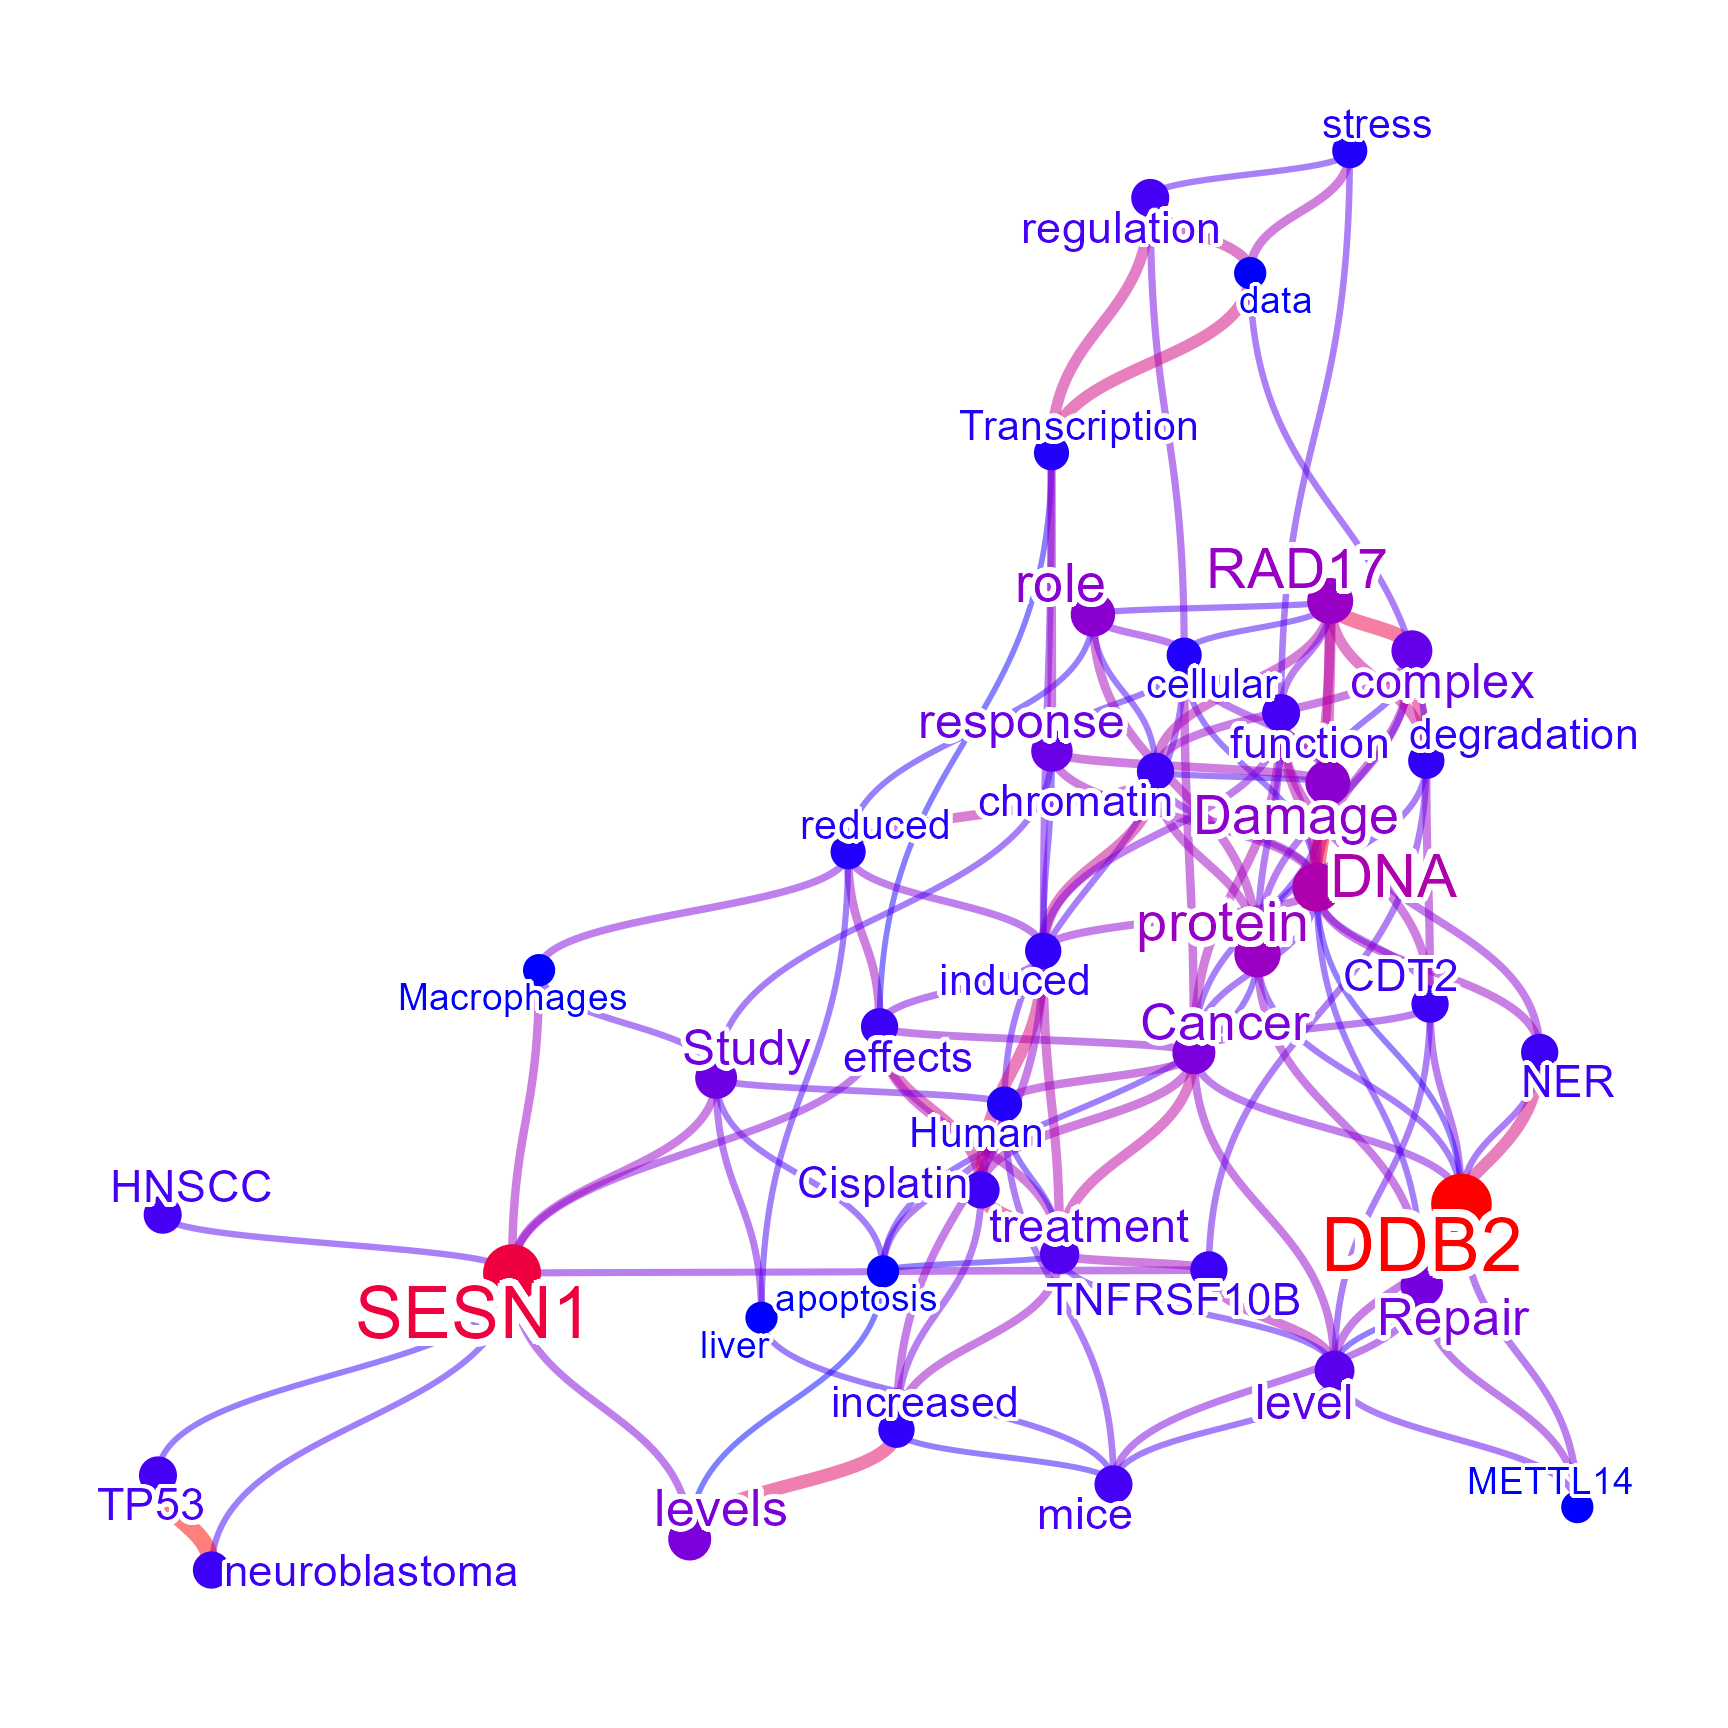 stress
regulation
data
Transcription
RAD17
role
cellular
complex
response
function
degradation
chromatin
reduced
Damage
DNA
protein
CDT2
induced
Macrophages
Cancer
Study
effects
NER
Human
HNSCC
Cisplatin
treatment
DDB2
apoptosis
TNFRSF10B
SESN1
Repair
liver
increased
level
METTL14
TP53
levels
mice
neuroblastoma